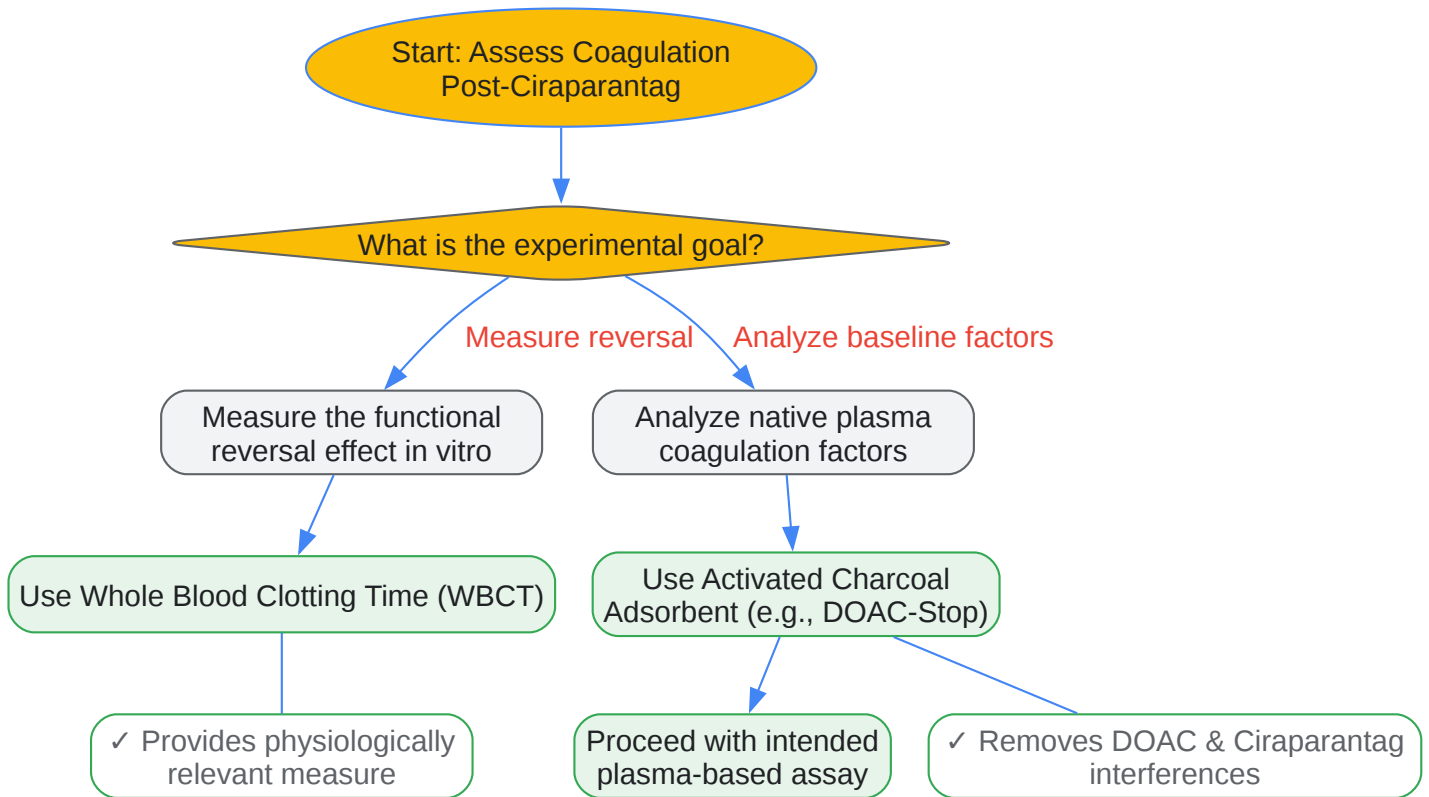 Start: Assess Coagulation
Post-Ciraparantag
What is the experimental goal?
Measure reversal
Analyze baseline factors
Measure the functional
reversal effect in vitro
Analyze native plasma
coagulation factors
Use Whole Blood Clotting Time (WBCT)
Use Activated Charcoal
Adsorbent (e.g., DOAC-Stop)
✓ Provides physiologically
relevant measure
Proceed with intended
plasma-based assay
✓ Removes DOAC & Ciraparantag
interferences